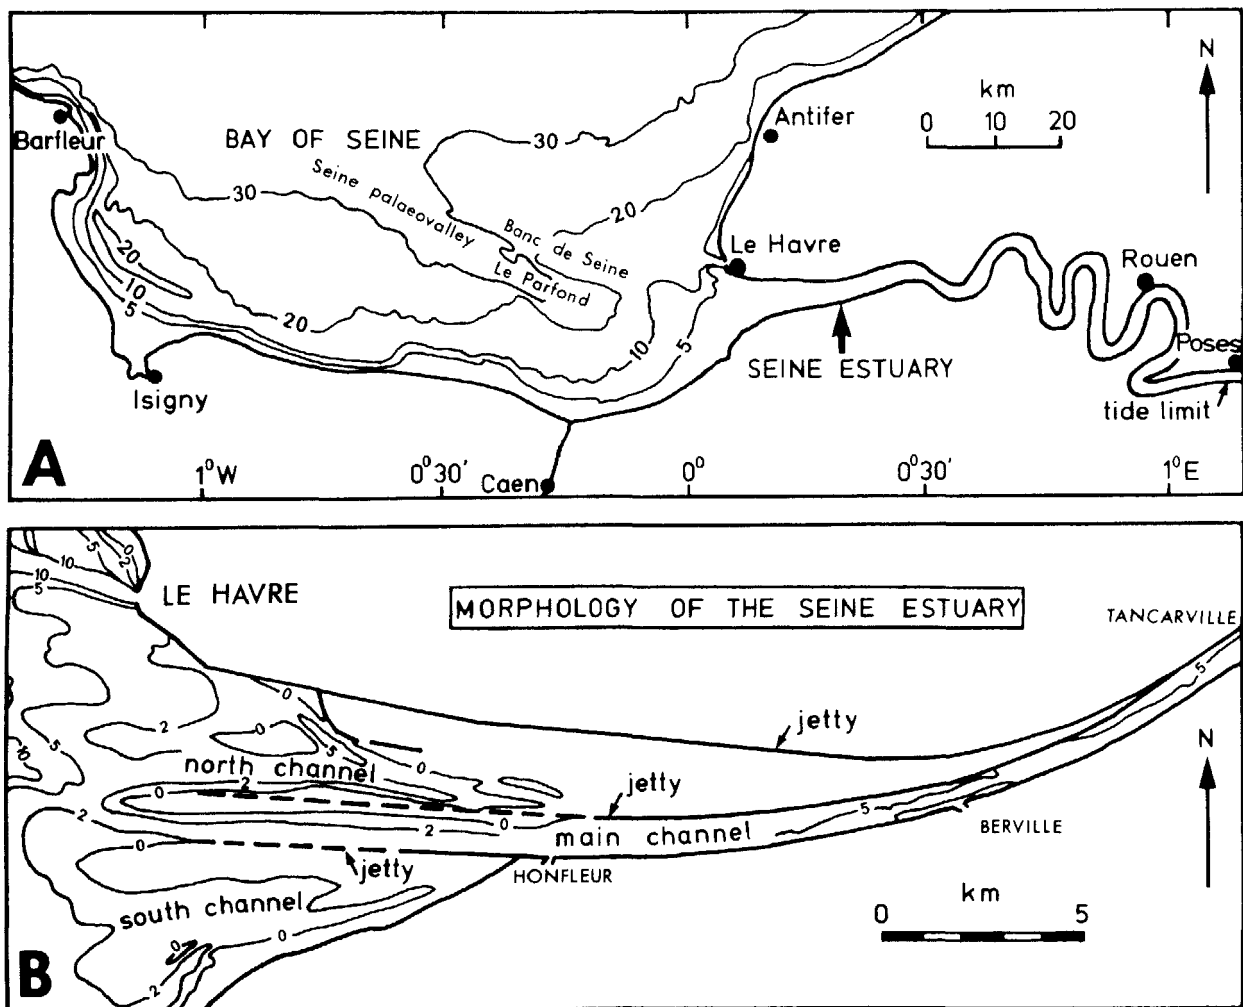 N
km
0 10 20
Antifer
Barfleur
BAY OF SEINE
30
30
Seine palaeovalley
20
Banc de Seine
Le Parfond
Le Havre
Rouen
20
10
5
20
10
5
Poses
SEINE ESTUARY
tide limit
Isigny
A
1°W
0°30'
Caen
0°
0°30'
1°E
5
0
2
10
10
5
LE HAVRE
MORPHOLOGY OF THE SEINE ESTUARY
TANCARVILLE
5
0
2
0
5
jetty
N
5
10
0
north channel
2
0
jetty
5
2
0
2
0
main channel
BERVILLE
0
jetty
HONFLEUR
km
0 5
south channel
0
0
2
B